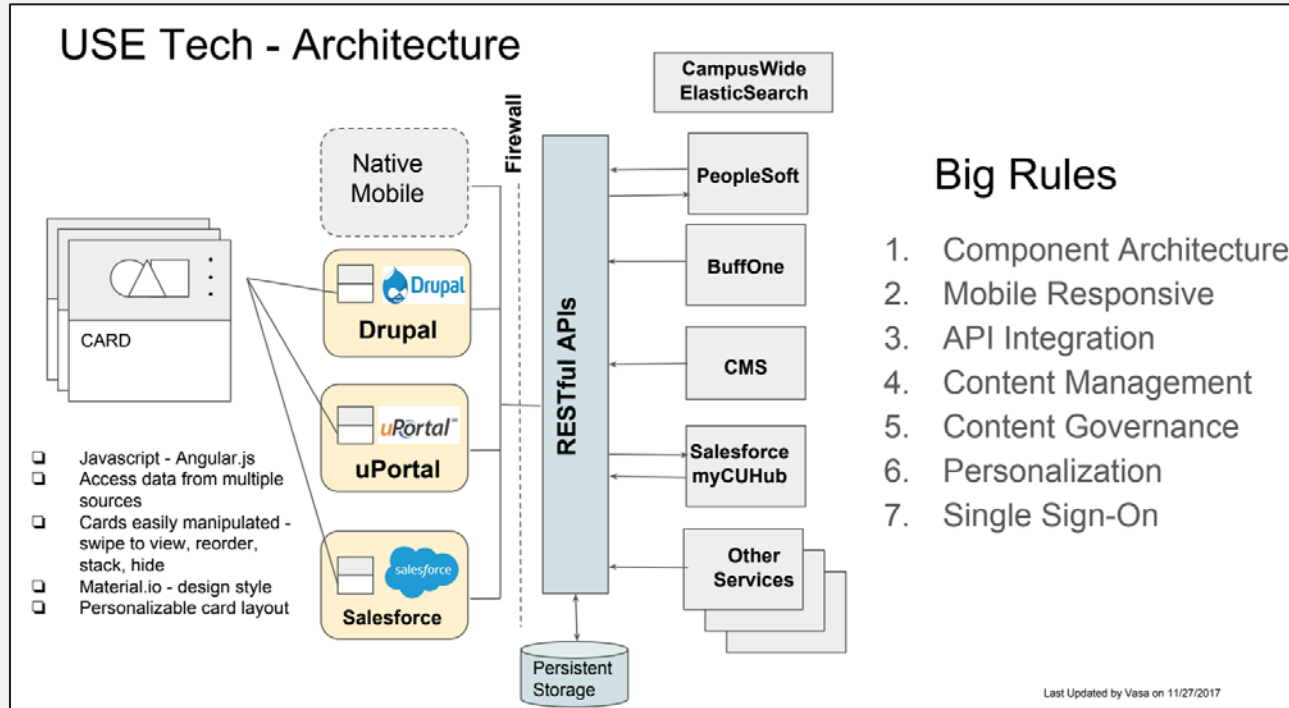 USE Tech - Architecture
CampusWide
ElasticSearch
Firewall
Native
Mobile
PeopleSoft
BuffOne
CMS
Salesforce
myCUHub
Other
Services
RESTful APIs
Persistent
Storage
CARD
Drupal
Drupal
uPortal™
uPortal
salesforce
Salesforce
Javascript - Angular.js
Access data from multiple
sources
Cards easily manipulated -
swipe to view, reorder,
stack, hide
Material.io - design style
Personalizable card layout
Big Rules
1. Component Architecture
2. Mobile Responsive
3. API Integration
4. Content Management
5. Content Governance
6. Personalization
7. Single Sign-On
Last Updated by Vasa on 11/27/2017